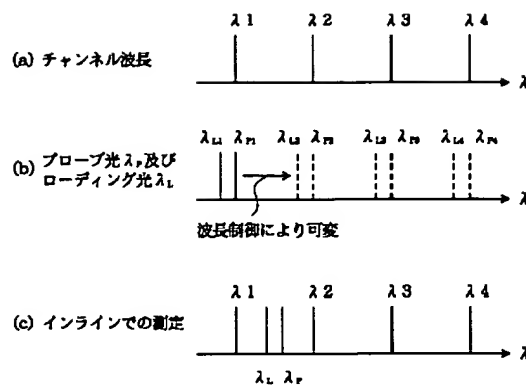 λ1 λ2 λ3 λ4
(a) チャンネル波長
λ
λL1 λP1 λL2 λP2 λL3 λP3 λL4 λP4
(b) プローブ光λP及び
ローディング光λL
λ
波長制御により可変
λ1 λ2 λ3 λ4
(c) インラインでの測定
λ
λL λP